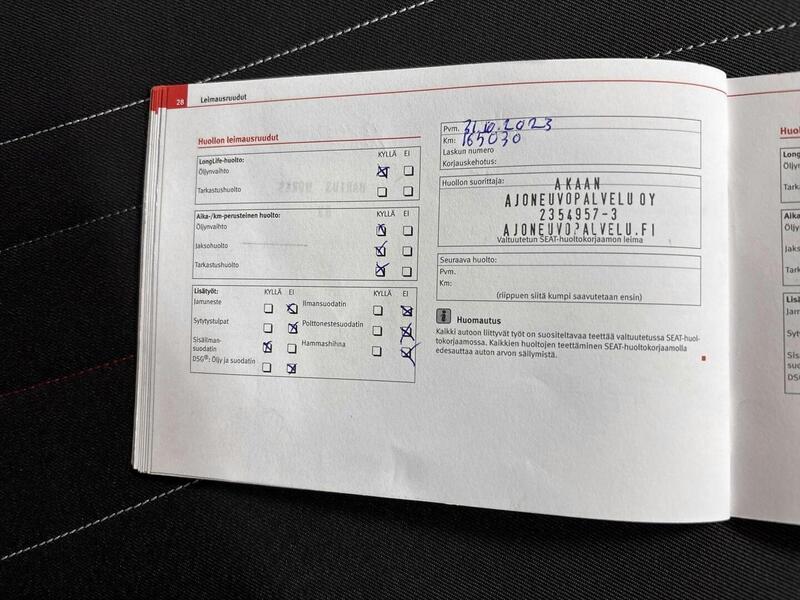 28 Leimausruudut
Huollon leimausruudut
LongLife-huolto: KYLLÄ EI
Öljynvaihto
Tarkastushuolto
Aika-/km-perusteinen huolto:
Öljynvaihto
Jaksohuolto
Tarkastushuolto
Lisätyöt: KYLLÄ EI KYLLÄ EI
Jarruneste Ilmansuodatin
Sytytystulpat Polttonestesuodatin
Sisäilman-
suodatin Hammashihna
DSG®: Öljy ja suodatin
Pvm. 31.10.2023
Km: 165030
Laskun numero
Korjauskehotus:
Huollon suorittaja:
AKAAN
AJONEUVOPALVELU OY
2354957-3
AJONEUVOPALVELU.FI
Valtuutetun SEAT-huoltokorjaamon leima
Seuraava huolto:
Pvm.
Km:
(riippuen siitä kumpi saavutetaan ensin)
Huomautus
Kaikki autoon liittyvät työt on suositeltavaa teettää valtuutetussa SEAT-huol-
tokorjaamossa. Kaikkien huoltojen teettäminen SEAT-huoltokorjaamolla
edesauttaa auton arvon säilymistä.